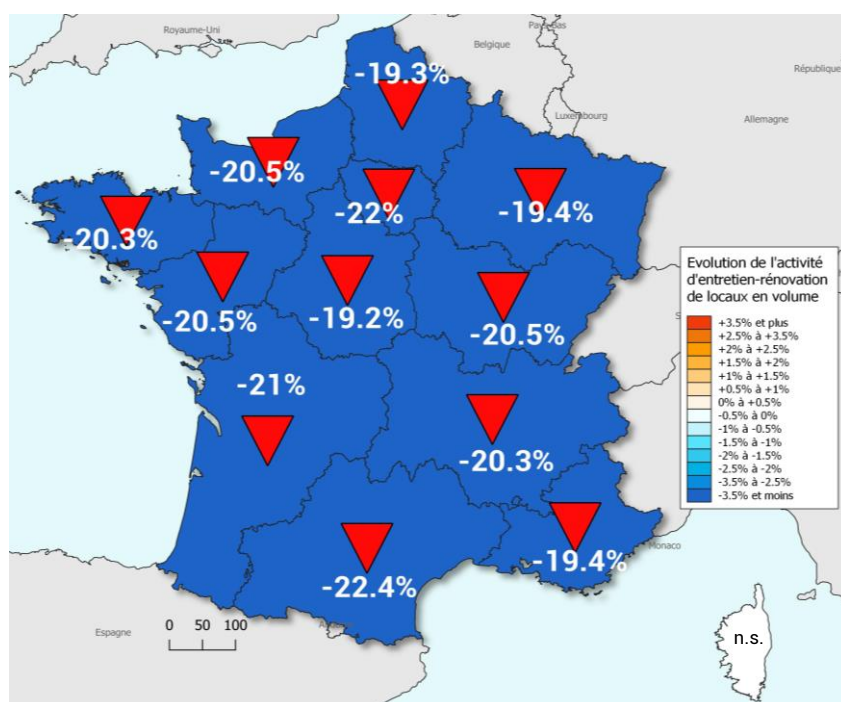 Royaume-Uni
Pays-Bas
Belgique
République
Luxembourg
Allemagne
-19.3%
-20.5%
-22%
-19.4%
-20.3%
-20.5%
-19.2%
-20.5%
-21%
-20.3%
-19.4%
-22.4%
Monaco
Espagne
0 50 100
n.s.
Evolution de l'activité
d'entretien-rénovation
de locaux en volume
+3.5% et plus
+2.5% à +3.5%
+2% à +2.5%
+1.5% à +2%
+1% à +1.5%
+0.5% à +1%
0% à +0.5%
-0.5% à 0%
-1% à -0.5%
-1.5% à -1%
-2% à -1.5%
-2.5% à -2%
-3.5% à -2.5%
-3.5% et moins